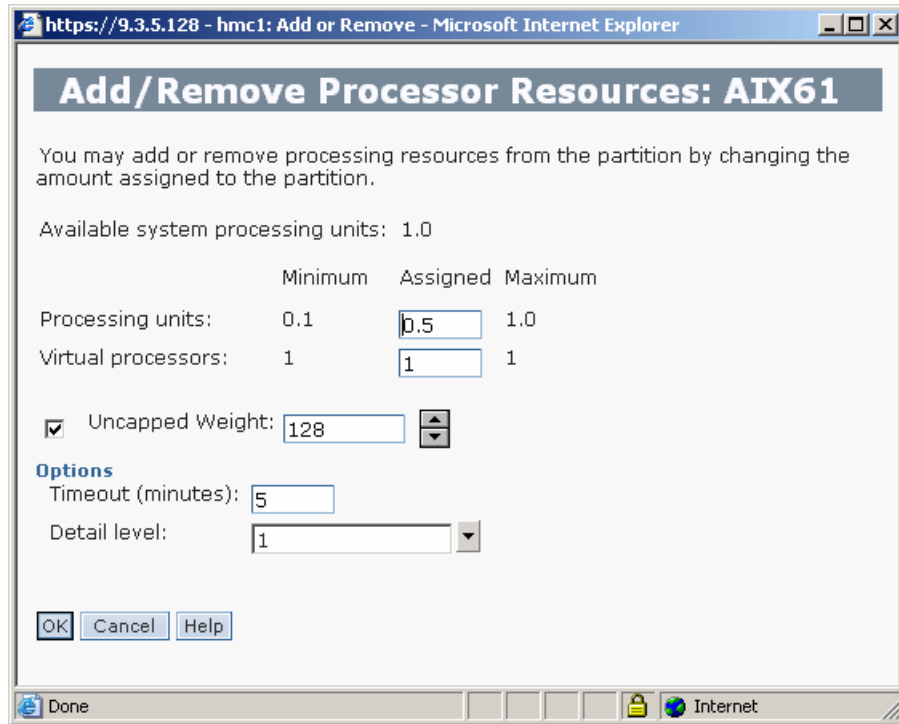 https://9.3.5.128 - hmc1: Add or Remove - Microsoft Internet Explorer
Add/Remove Processor Resources: AIX61
You may add or remove processing resources from the partition by changing the
amount assigned to the partition.
Available system processing units: 1.0
Minimum Assigned Maximum
Processing units: 0.1 0.5 1.0
Virtual processors: 1 1 1
Uncapped Weight: 128
Options
Timeout (minutes): 5
Detail level: 1
OK Cancel Help
Done Internet